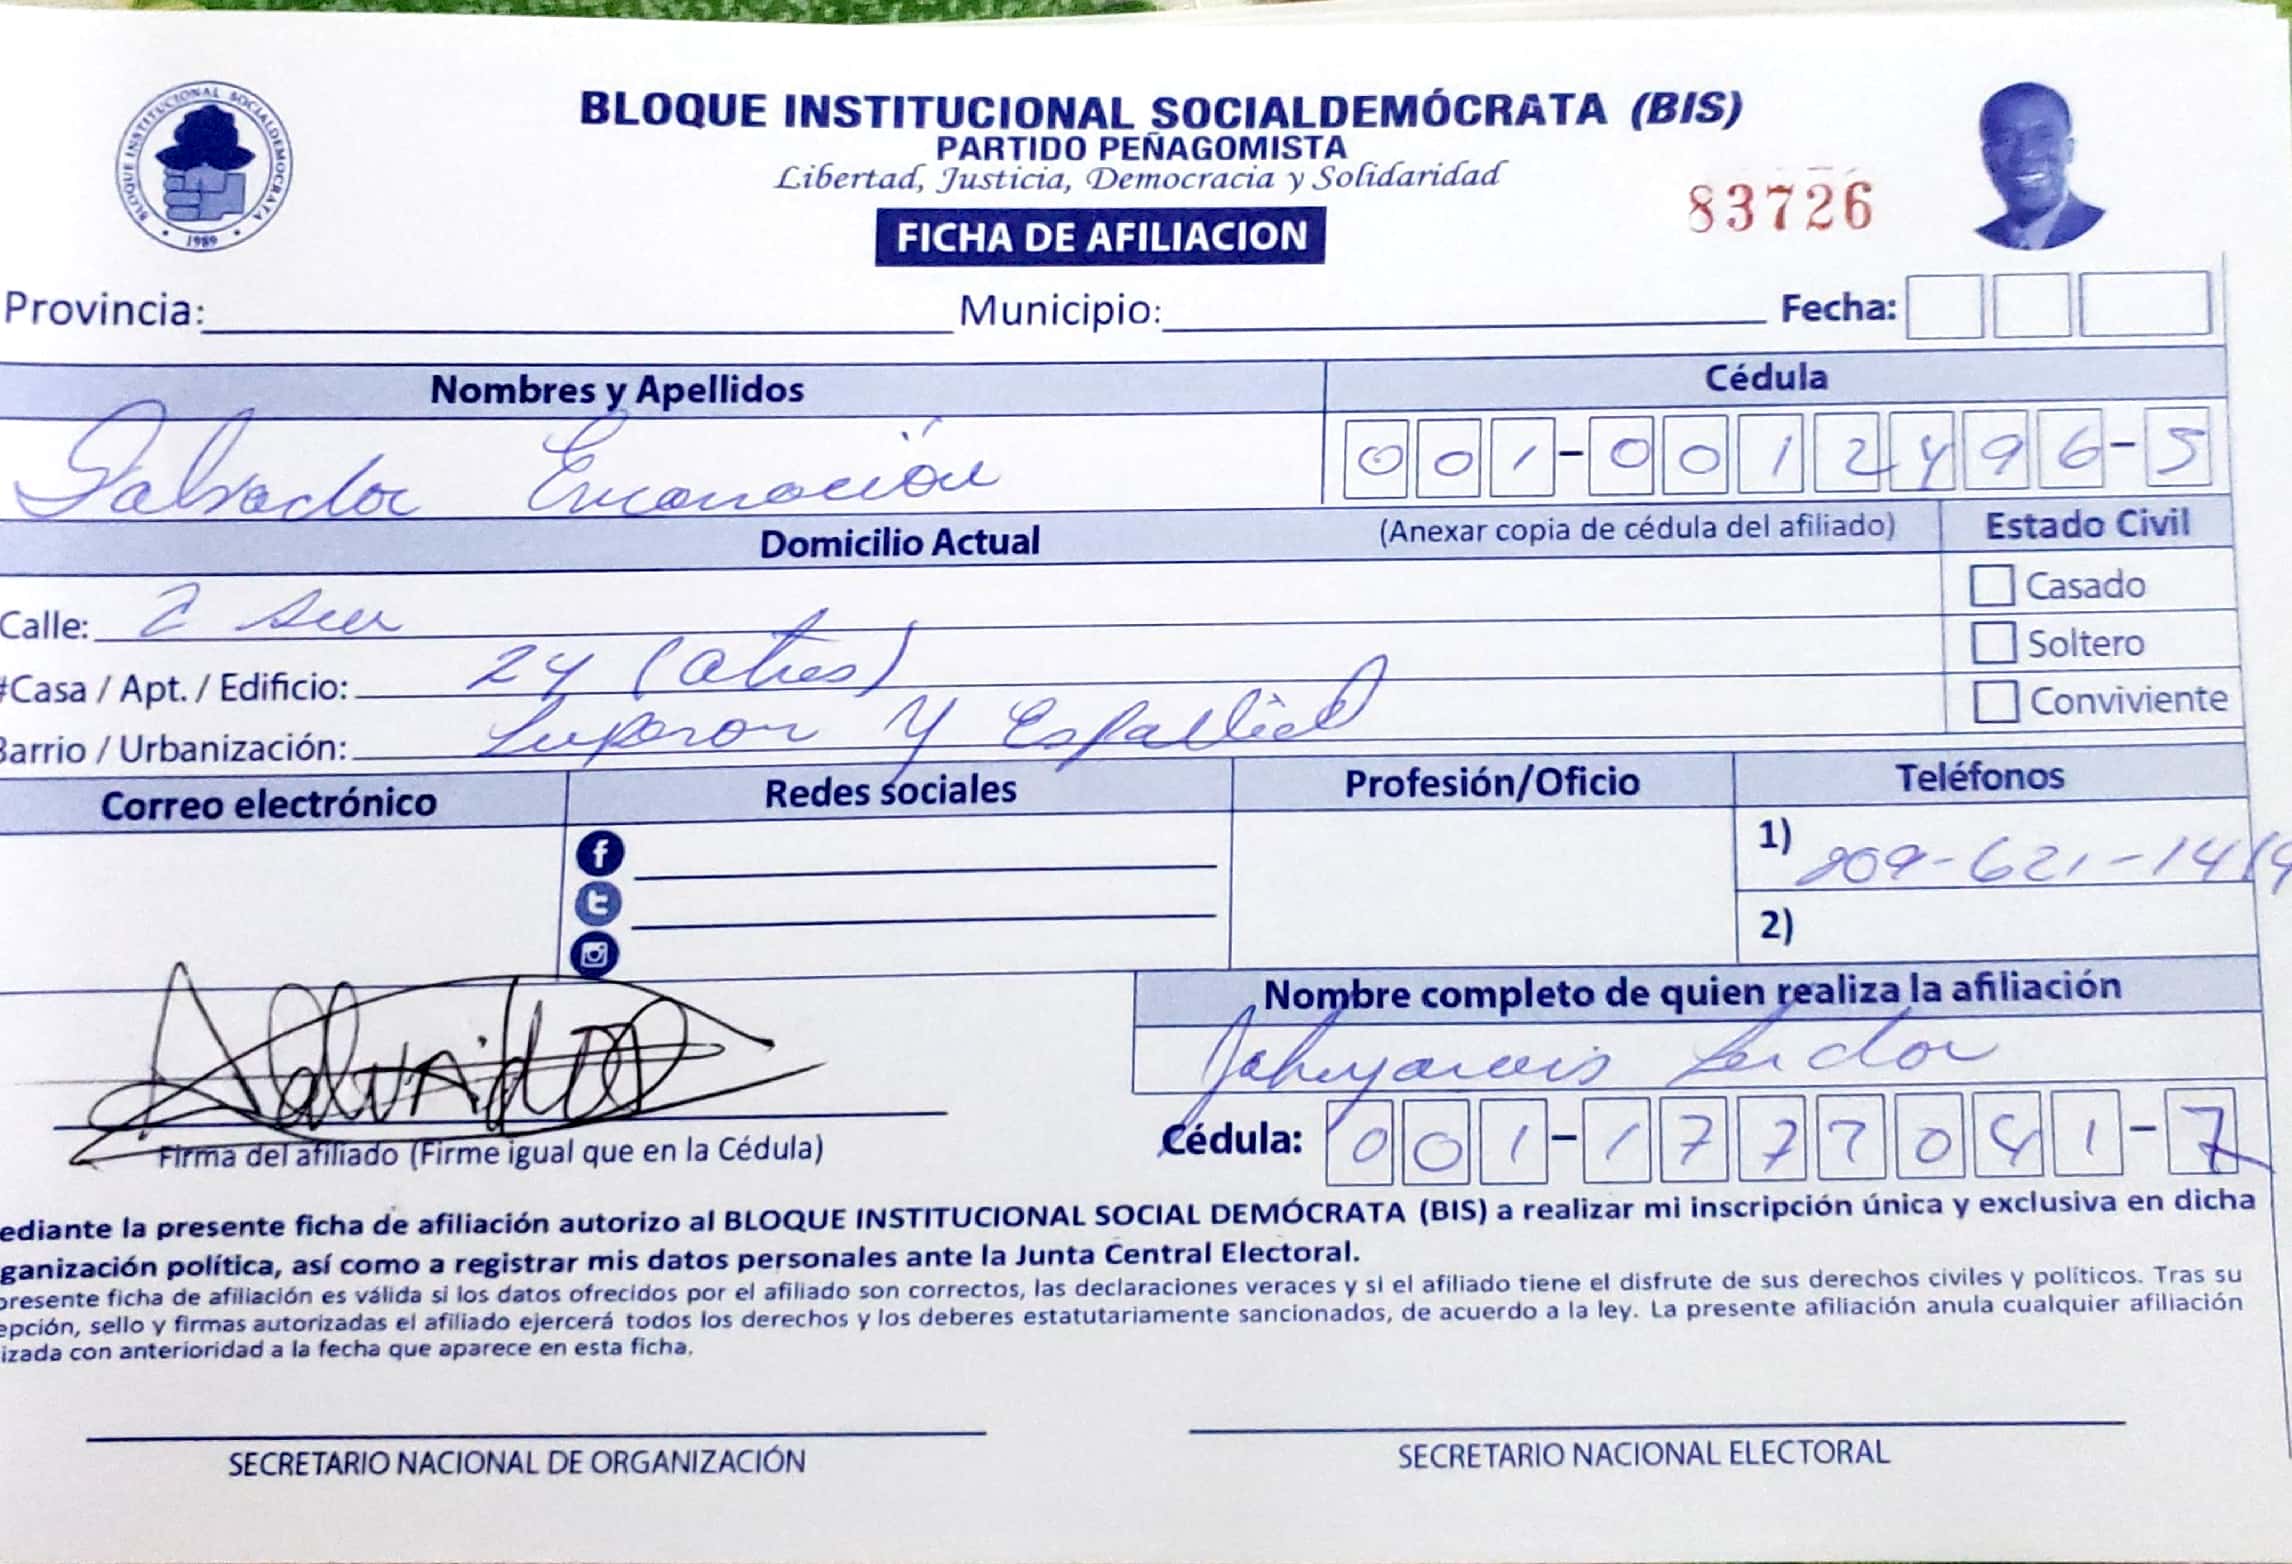 BLOQUE INSTITUCIONAL SOCIALDEMOCRATA
1989
BLOQUE INSTITUCIONAL SOCIALDEMÓCRATA (BIS)
PARTIDO PEÑAGOMISTA
Libertad, Justicia, Democracia y Solidaridad
83726
FICHA DE AFILIACION
Provincia: Municipio: Fecha:
Nombres y Apellidos Cédula
Salvador Encarnación 001-0012496-5
Domicilio Actual (Anexar copia de cédula del afiliado) Estado Civil
Calle: 2 sur Casado
#Casa / Apt. / Edificio: 24 (atras) Soltero
Barrio / Urbanización: Luperon y Conviviente
Correo electrónico Redes sociales Profesión/Oficio Teléfonos
1) 809-621-1419
2)
Nombre completo de quien realiza la afiliación
Firma del afiliado (Firme igual que en la Cédula)
Cédula: 001-1777041-7
ediante la presente ficha de afiliación autorizo al BLOQUE INSTITUCIONAL SOCIAL DEMÓCRATA (BIS) a realizar mi inscripción única y exclusiva en dicha
ganización política, así como a registrar mis datos personales ante la Junta Central Electoral.
presente ficha de afiliación es válida si los datos ofrecidos por el afiliado son correctos, las declaraciones veraces y si el afiliado tiene el disfrute de sus derechos civiles y políticos. Tras su
epción, sello y firmas autorizadas el afiliado ejercerá todos los derechos y los deberes estatutariamente sancionados, de acuerdo a la ley. La presente afiliación anula cualquier afiliación
izada con anterioridad a la fecha que aparece en esta ficha.
SECRETARIO NACIONAL DE ORGANIZACIÓN SECRETARIO NACIONAL ELECTORAL